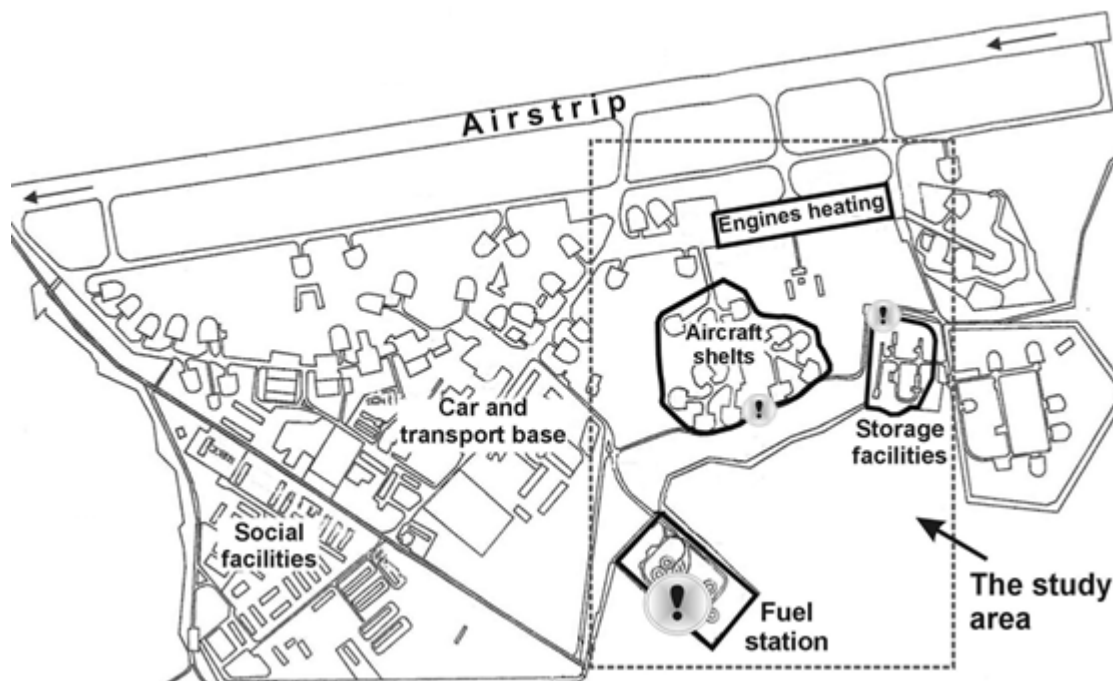 Airstrip
Engines heating
Aircraft
shelts
Car and
transport base
Storage
facilities
Social
facilities
The study
area
Fuel
station
!
!
!